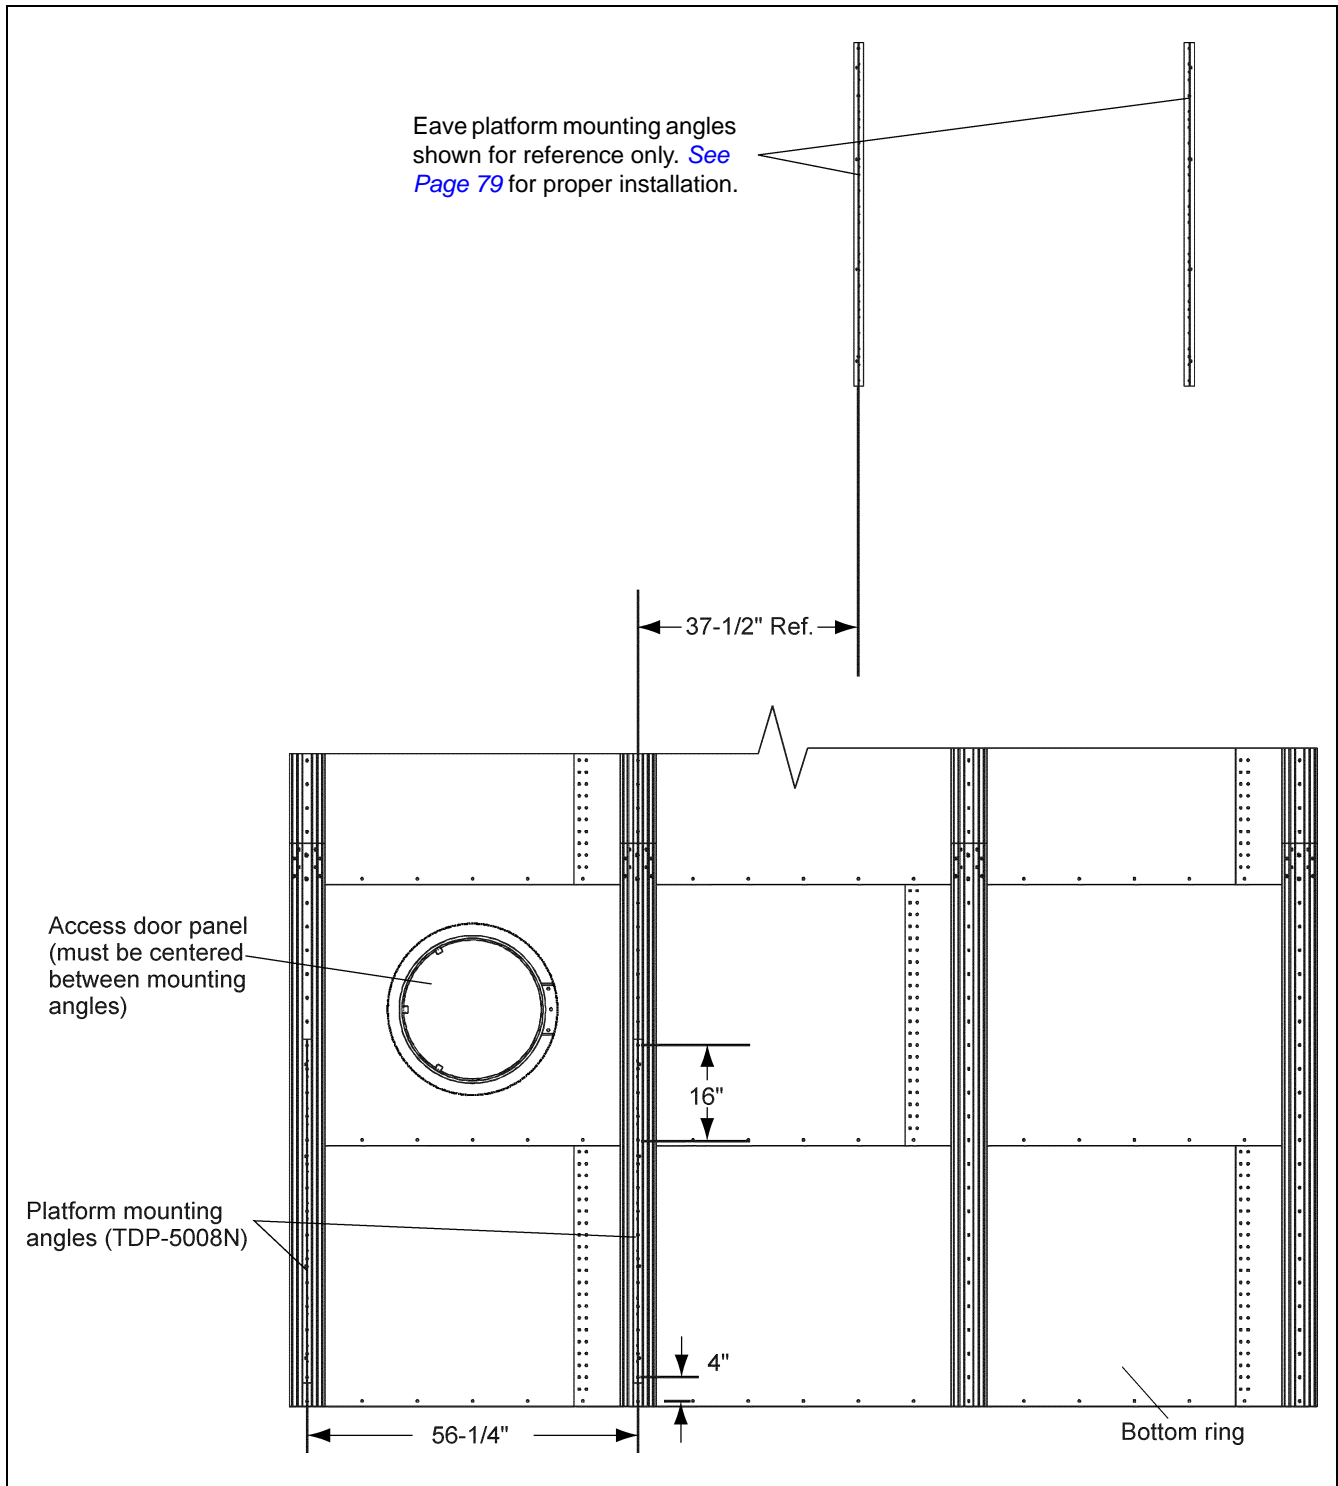 Eave platform mounting angles
shown for reference only. See
Page 79 for proper installation.
37-1/2" Ref.
Access door panel
(must be centered
between mounting
angles)
16"
Platform mounting
angles (TDP-5008N)
4"
56-1/4"
Bottom ring